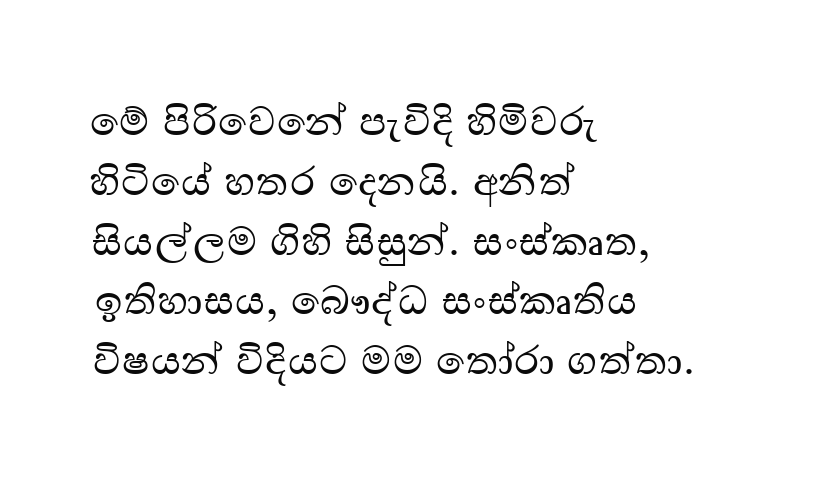 මේ පිරිවෙනේ පැවිදි හිමිවරු
හිටියේ හතර දෙනයි. අනිත්
සියල්ලම ගිහි සිසුන්. සංස්කෘත,
ඉතිහාසය, බෞද්ධ සංස්කෘතිය
විෂයන් විදියට මම තෝරා ගත්තා.